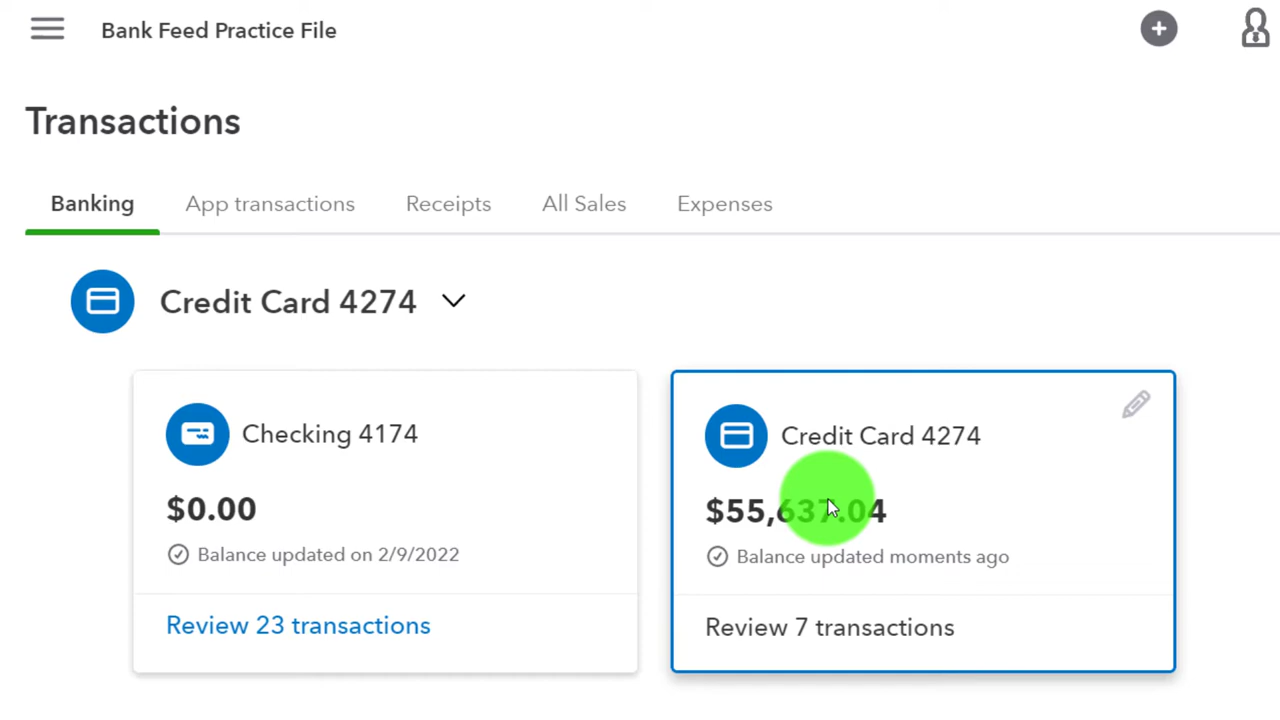 Bank Feed Practice File
Transactions
Banking
App transactions
Receipts
All Sales
Expenses
Credit Card 4274
Checking 4174
$0.00
Balance updated on 2/9/2022
Review 23 transactions
Credit Card 4274
$55,637.04
Balance updated moments ago
Review 7 transactions